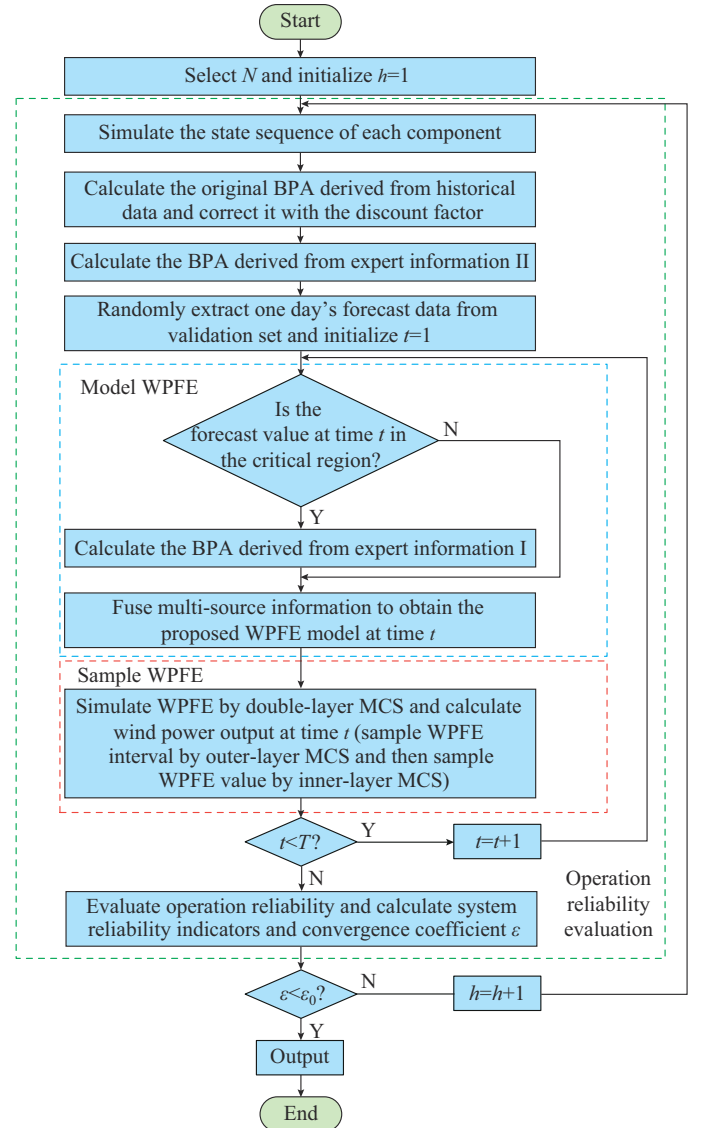 Start
Select N and initialize h=1
Simulate the state sequence of each component
Calculate the original BPA derived from historical
data and correct it with the discount factor
Calculate the BPA derived from expert information II
Randomly extract one day's forecast data from
validation set and initialize t=1
Model WPFE
Is the
forecast value at time t in
the critical region?
N
Y
Calculate the BPA derived from expert information I
Fuse multi-source information to obtain the
proposed WPFE model at time t
Sample WPFE
Simulate WPFE by double-layer MCS and calculate
wind power output at time t (sample WPFE
interval by outer-layer MCS and then sample
WPFE value by inner-layer MCS)
t<T?
Y
t=t+1
N
Operation
reliability
evaluation
Evaluate operation reliability and calculate system
reliability indicators and convergence coefficient ε
ε<ε₀?
N
h=h+1
Y
Output
End